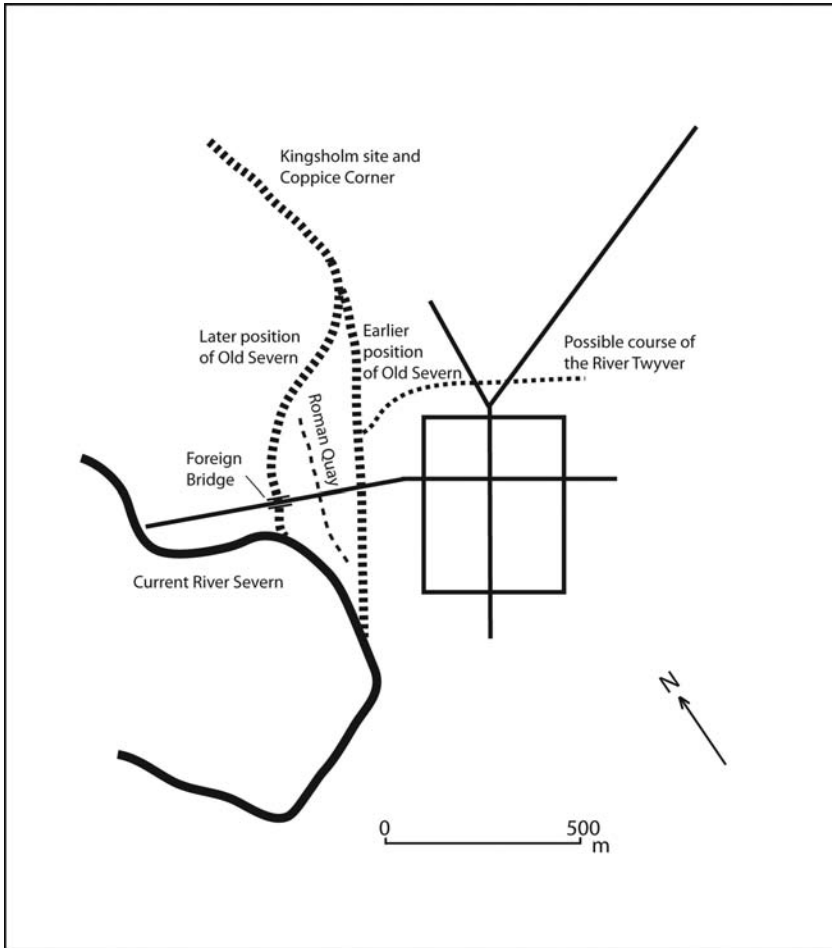 Kingsholm site and
Coppice Corner
Later position
of Old Severn
Earlier
position
of Old Severn
Possible course of
the River Twyver
Roman Quay
Foreign
Bridge
Current River Severn
N
0 500
m